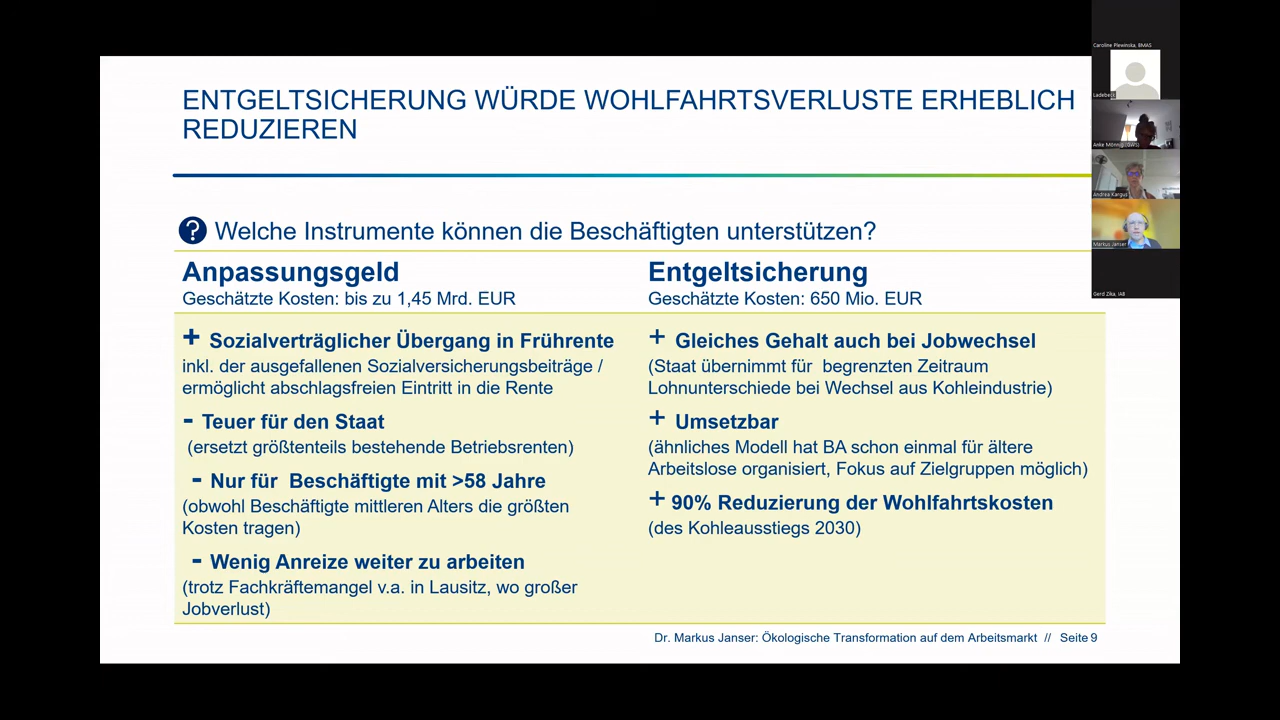 ENTGELTSICHERUNG WÜRDE WOHLFAHRTSVERLUSTE ERHEBLICH
REDUZIEREN
? Welche Instrumente können die Beschäftigten unterstützen?
Anpassungsgeld
Geschätzte Kosten: bis zu 1,45 Mrd. EUR
+ Sozialverträglicher Übergang in Frührente
inkl. der ausgefallenen Sozialversicherungsbeiträge /
ermöglicht abschlagsfreien Eintritt in die Rente
- Teuer für den Staat
(ersetzt größtenteils bestehende Betriebsrenten)
- Nur für Beschäftigte mit >58 Jahre
(obwohl Beschäftigte mittleren Alters die größten
Kosten tragen)
- Wenig Anreize weiter zu arbeiten
(trotz Fachkräftemangel v.a. in Lausitz, wo großer
Jobverlust)
Entgeltsicherung
Geschätzte Kosten: 650 Mio. EUR
+ Gleiches Gehalt auch bei Jobwechsel
(Staat übernimmt für begrenzten Zeitraum
Lohnunterschiede bei Wechsel aus Kohleindustrie)
+ Umsetzbar
(ähnliches Modell hat BA schon einmal für ältere
Arbeitslose organisiert, Fokus auf Zielgruppen möglich)
+ 90% Reduzierung der Wohlfahrtskosten
(des Kohleausstiegs 2030)
Dr. Markus Janser: Ökologische Transformation auf dem Arbeitsmarkt // Seite 9
Caroline Plewinska, BMAS
Ladebeck
Anke Mönnig (GWS)
Andrea Kargus
Markus Janser
Gerd Zika, IAB